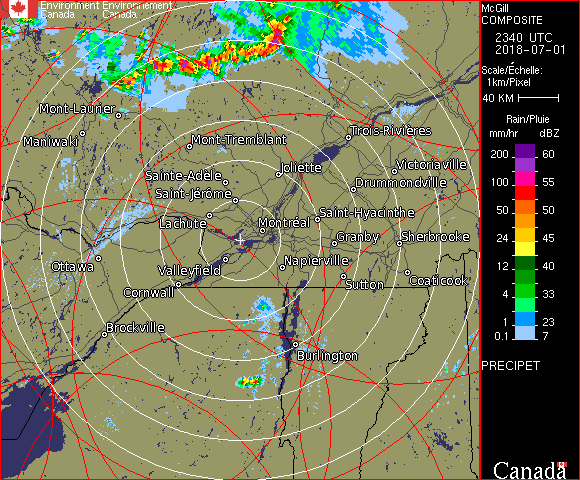 Environment Environnement
Canada Canada
McGill
COMPOSITE
2340 UTC
2018-07-01
Scale/Échelle:
1km/Pixel
40 KM
Rain/Pluie
mm/hr dBZ
200 60
100 55
50 50
45
24 45
12 40
4 33
1 23
0.1 7
PRECIPET
Canada
Mont-Laurier
Maniwaki
Mont-Tremblant
Trois-Rivières
Sainte-Adèle
Joliette
Victoriaville
Saint-Jérôme
Drummondville
Lachute
Montréal
Saint-Hyacinthe
Ottawa
Granby
Sherbrooke
Valleyfield
Napierville
Cornwall
Sutton
Coaticook
Brockville
Burlington